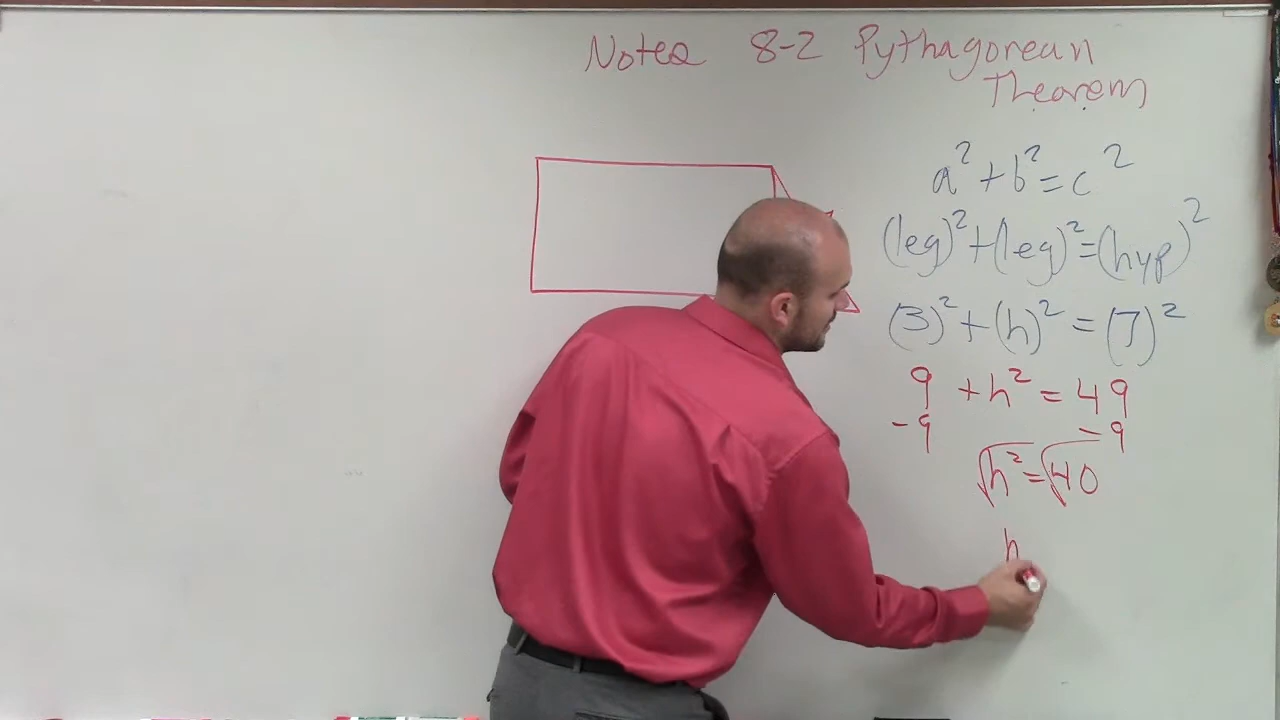 Notes 8-2 Pythagorean
Theorem
a² + b² = c²
(leg)² + (leg)² = (hyp)²
(3)² + (h)² = (7)²
9 + h² = 49
-9 -9
√h² = √40
h